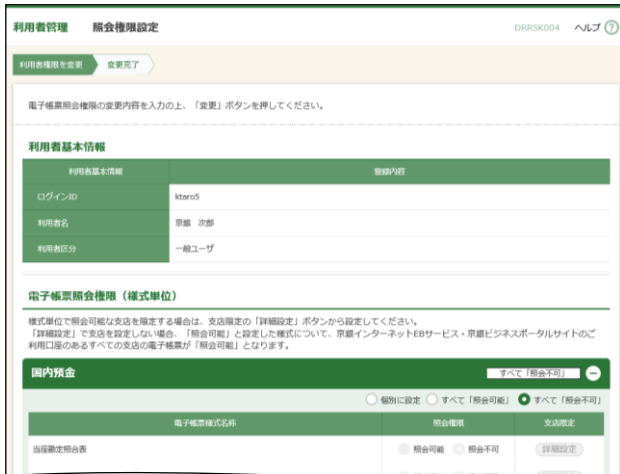 利用者管理 照会権限設定 DRRSK004 ヘルプ ?
利用者権限を変更 変更完了
電子帳票照会権限の変更内容を入力の上、「変更」ボタンを押してください。
利用者基本情報
利用者基本情報 登録内容
ログインID ktaro5
利用者名 京銀 次郎
利用者区分 一般ユーザ
電子帳票照会権限（様式単位）
様式単位で照会可能な支店を限定する場合は、支店限定の「詳細設定」ボタンから設定してください。
「詳細設定」で支店を設定しない場合、「照会可能」と設定した様式について、京銀インターネットEBサービス・京銀ビジネスポータルサイトのご
利用口座のあるすべての支店の電子帳票が「照会可能」となります。
国内預金 すべて「照会不可」
個別に設定 すべて「照会可能」 すべて「照会不可」
電子帳票様式名称 照会権限 支店限定
当座勘定照合表 照会可能 照会不可 詳細設定